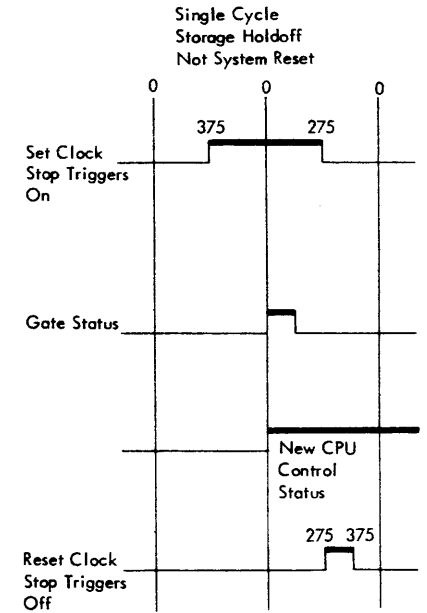 Single Cycle
Storage Holdoff
Not System Reset
0 0 0
375 275
Set Clock
Stop Triggers
On
Gate Status
New CPU
Control
Status
275 375
Reset Clock
Stop Triggers
Off